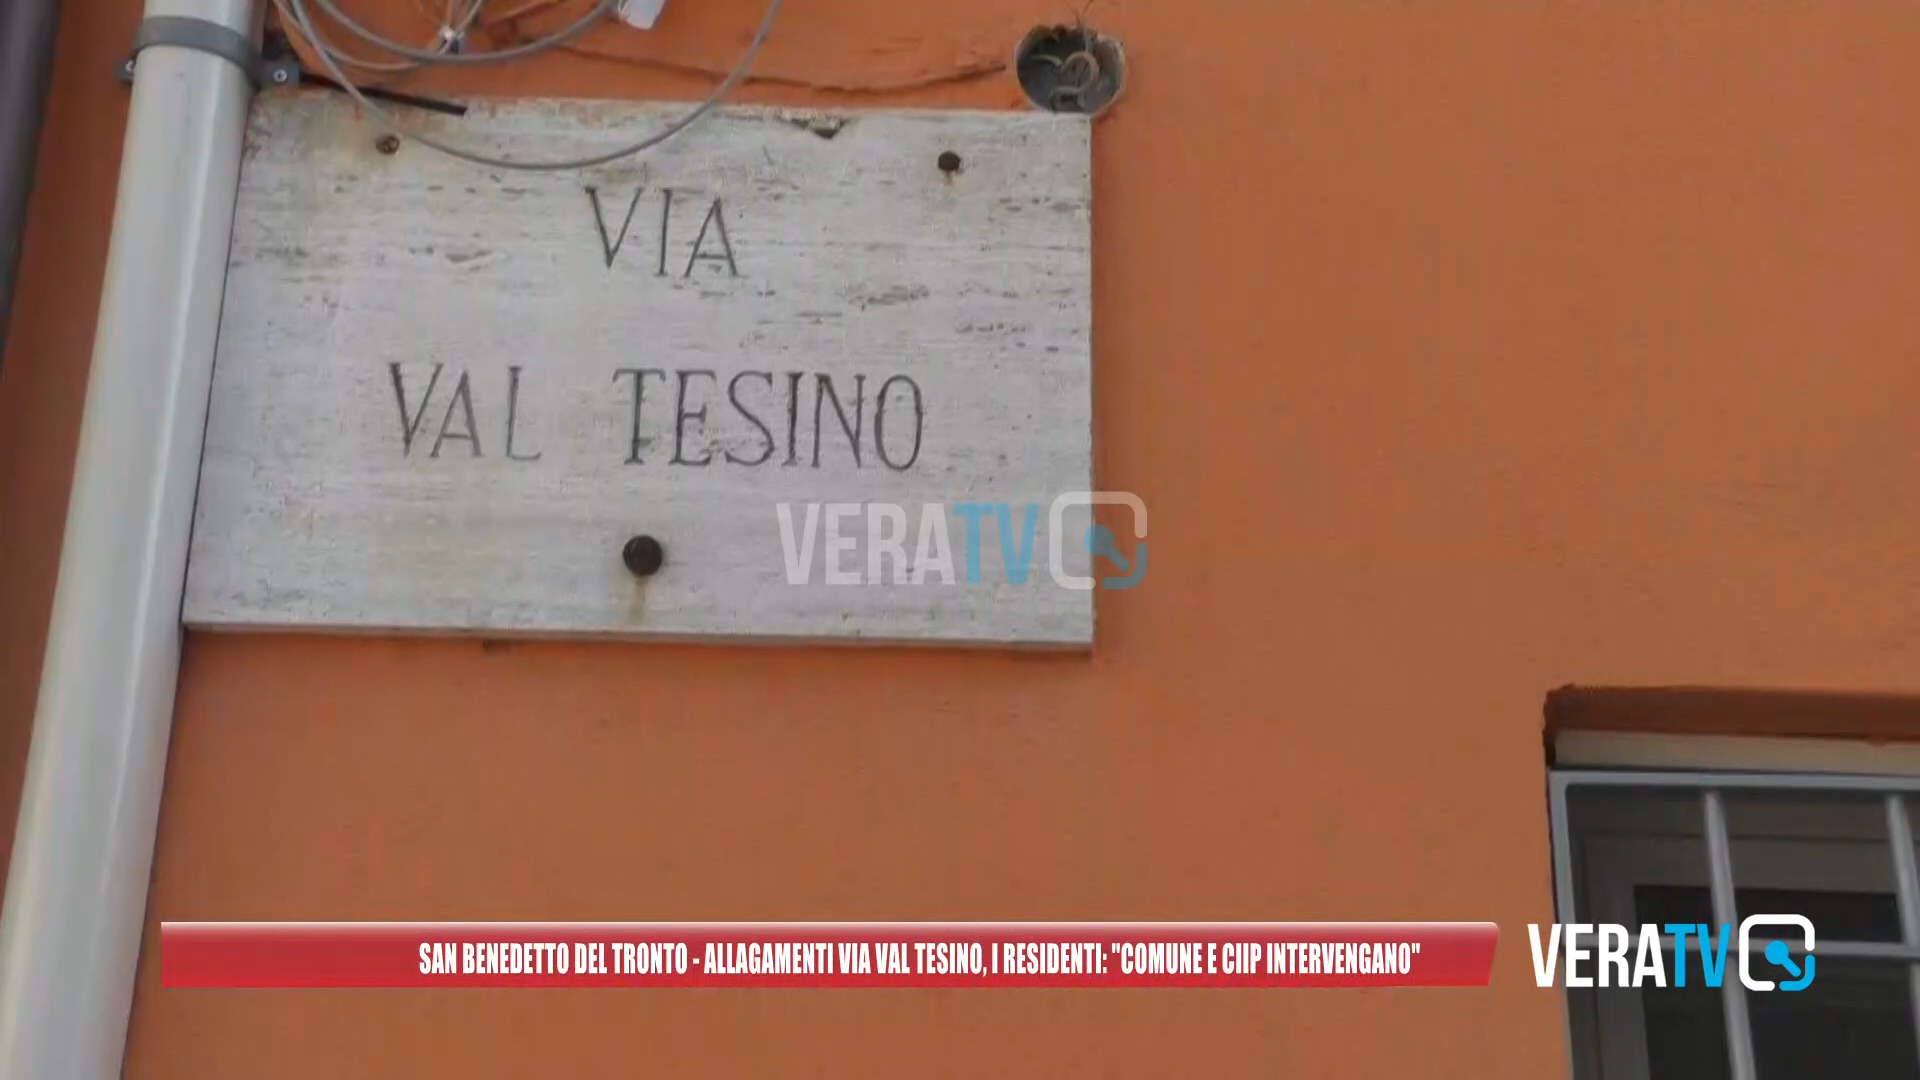 VIA
VAL TESINO
VERATV
SAN BENEDETTO DEL TRONTO - ALLAGAMENTI VIA VAL TESINO, I RESIDENTI: "COMUNE E CIIP INTERVENGANO"
VERATV